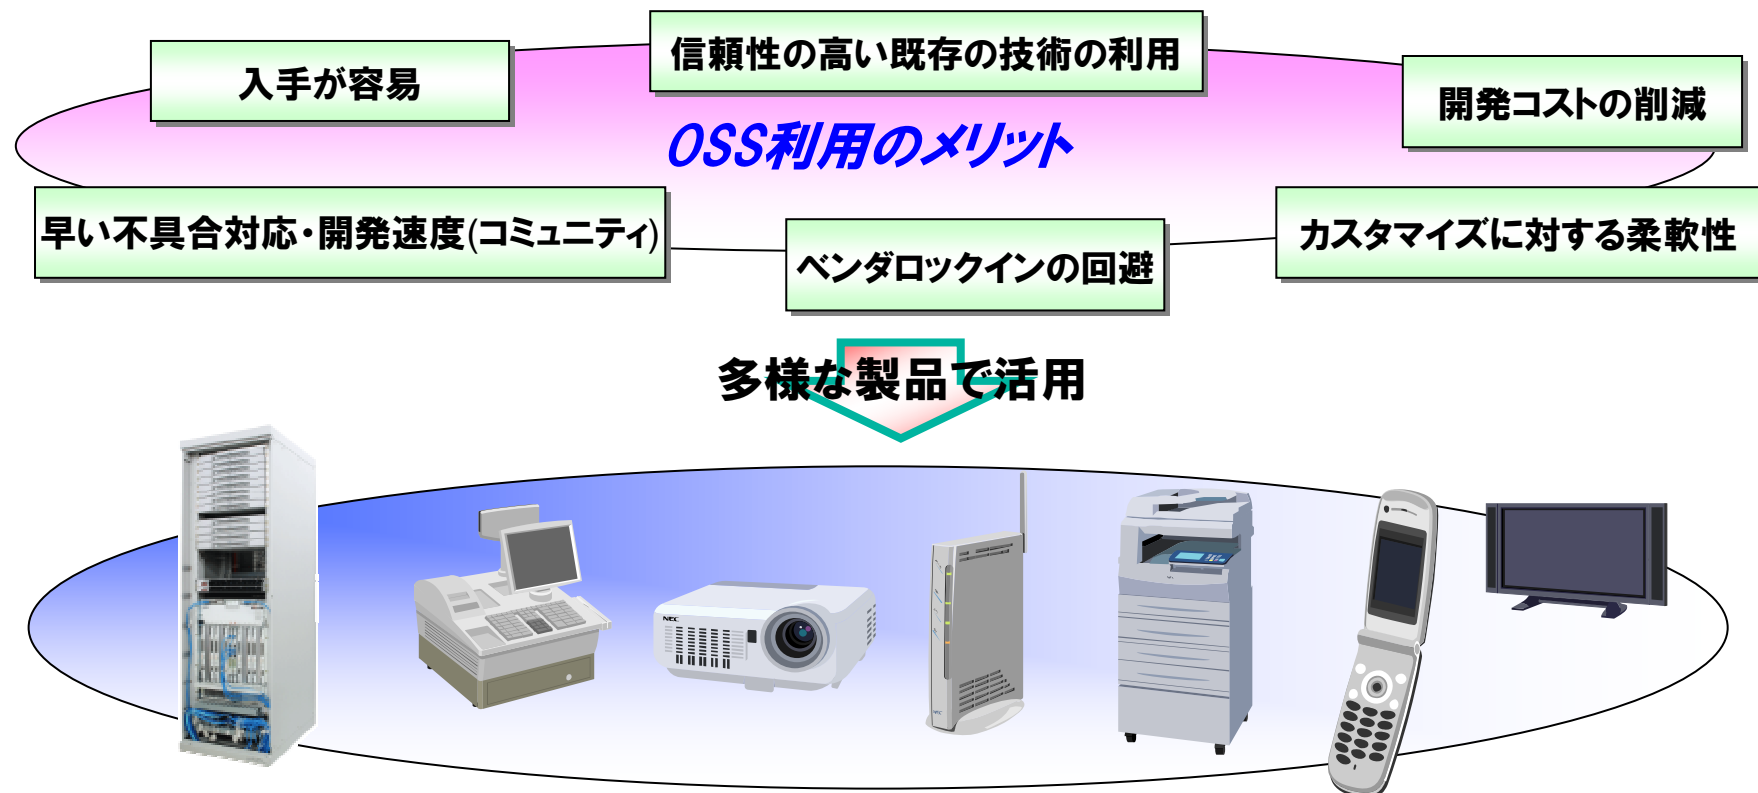 入手が容易
信頼性の高い既存の技術の利用
開発コストの削減
OSS利用のメリット
早い不具合対応・開発速度(コミュニティ)
ベンダロックインの回避
カスタマイズに対する柔軟性
多様な製品で活用
NEC
NEC
NEC